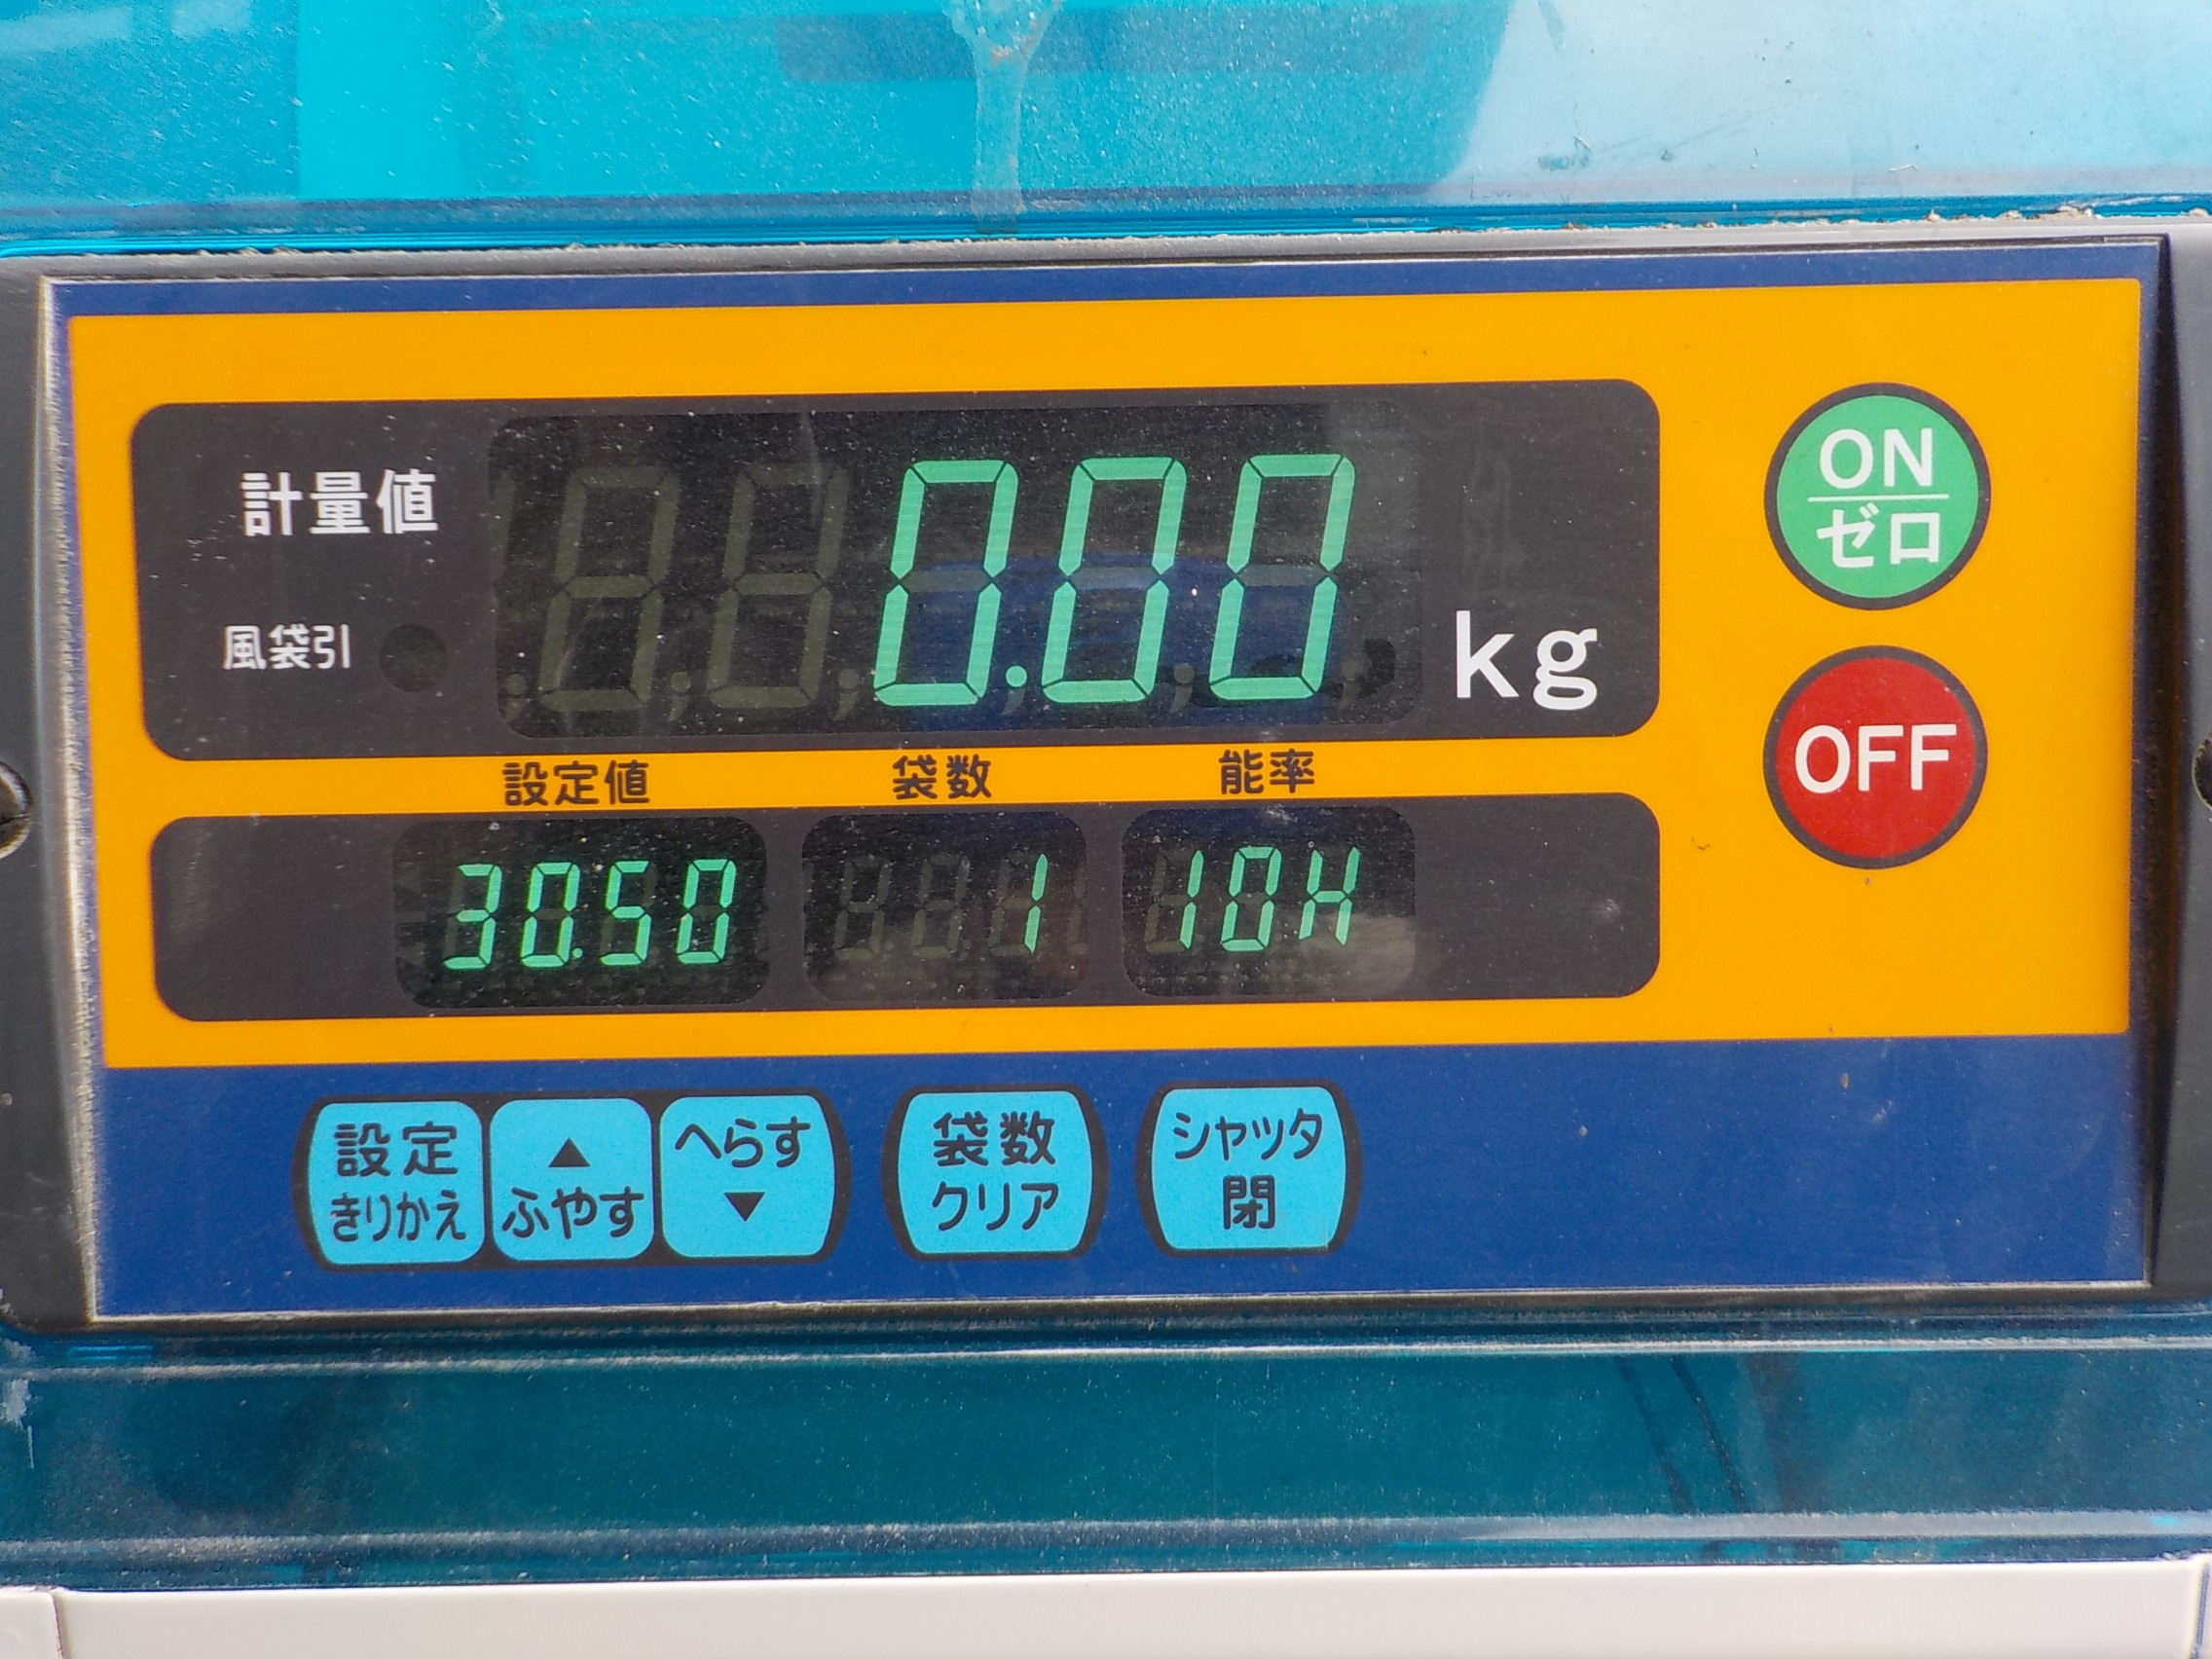 計量値
0.00 kg
風袋引
設定値 袋数 能率
30.50 1 10H
ON
ゼロ
OFF
設定
きりかえ
▲
ふやす
へらす
▼
袋数
クリア
シャッタ
閉